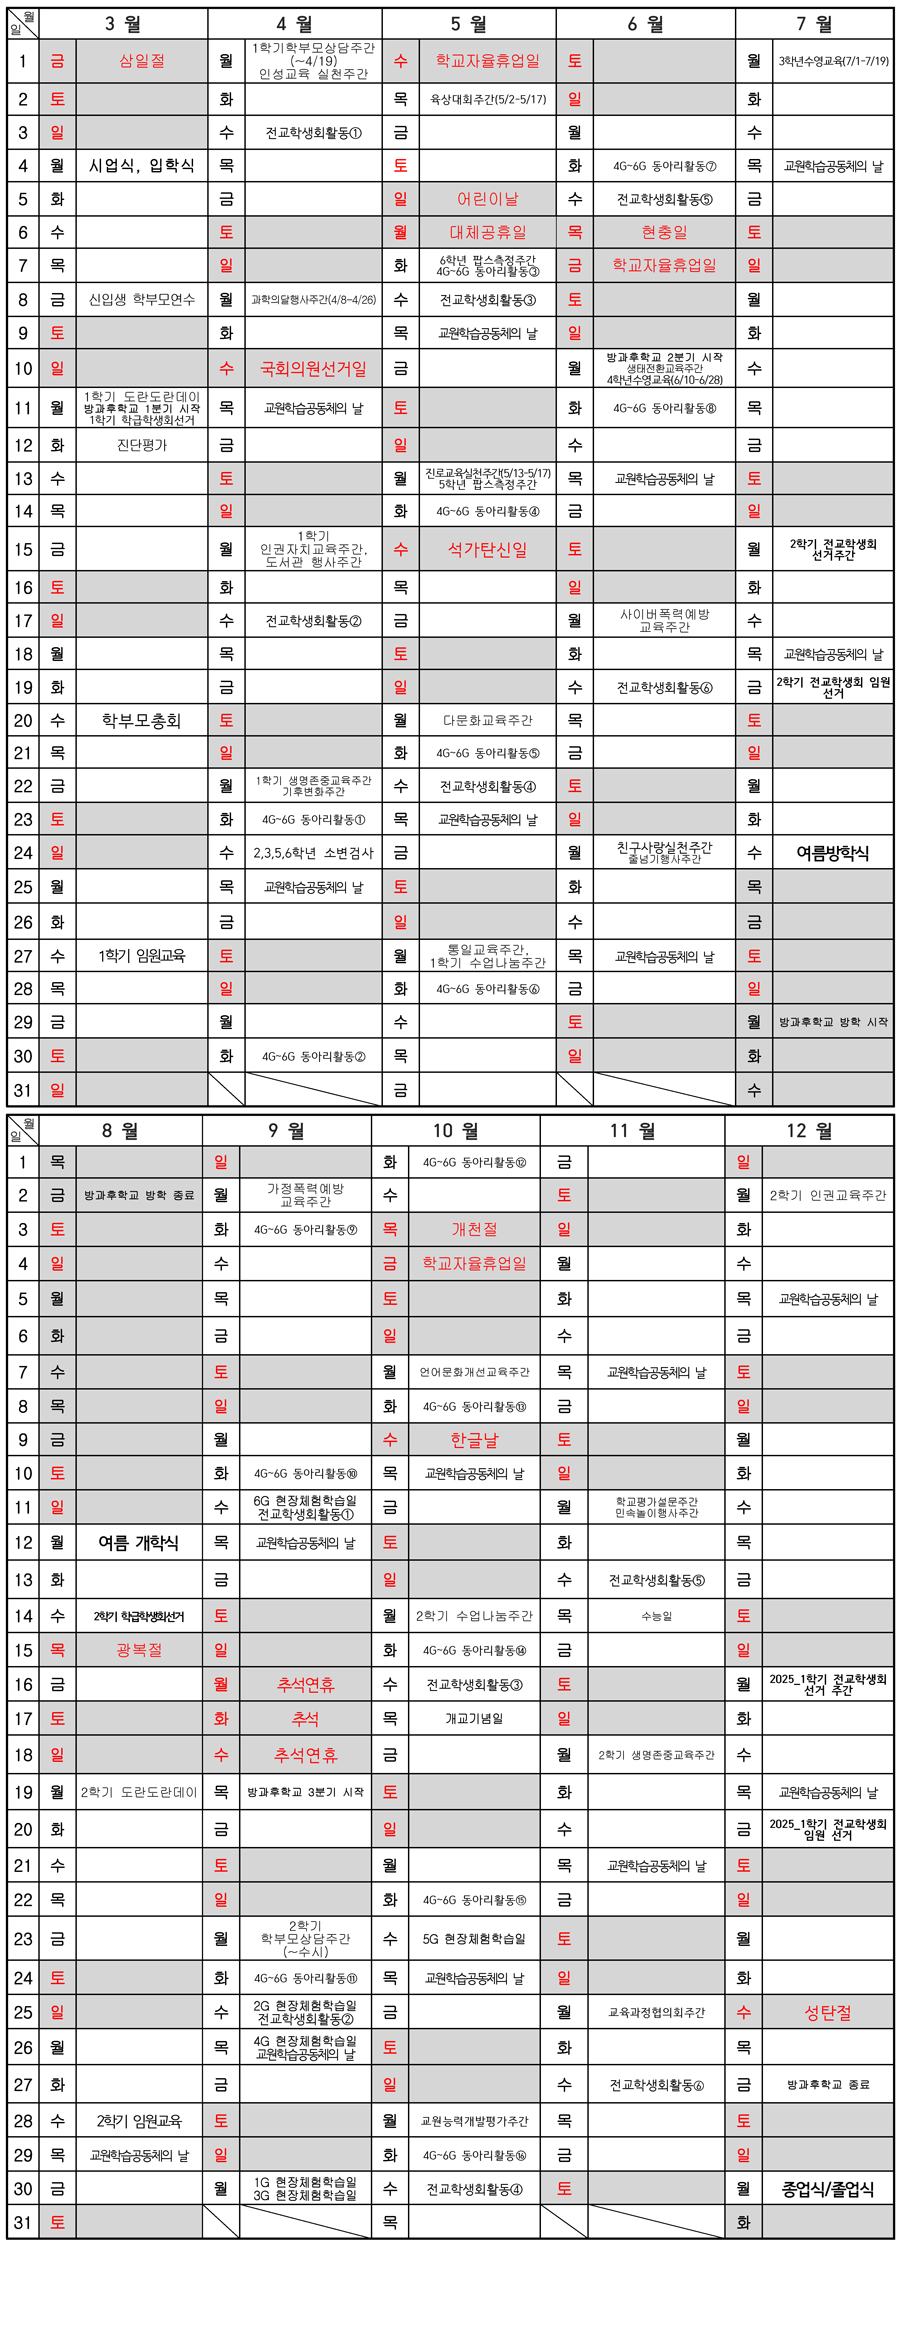 월
일
3 월
4 월
5 월
6 월
7 월
1 금 삼일절 월 1학기학부모상담주간
(~4/19)
인성교육 실천주간 수 학교자율휴업일 토 월 3학년수영교육(7/1-7/19)
2 토 화 목 육상대회주간(5/2-5/17) 일 화
3 일 수 전교학생회활동① 금 월 수
4 월 시업식, 입학식 목 토 화 4G~6G 동아리활동⑦ 목 교원학습공동체의 날
5 화 금 일 어린이날 수 전교학생회활동⑤ 금
6 수 토 월 대체공휴일 목 현충일 토
7 목 일 화 6학년 팝스측정주간
4G~6G 동아리활동③ 금 학교자율휴업일 일
8 금 신입생 학부모연수 월 과학의달행사주간(4/8-4/26) 수 전교학생회활동③ 토 월
9 토 화 목 교원학습공동체의 날 일 화
10 일 수 국회의원선거일 금 월 방과후학교 2분기 시작
생태전환교육주간
4학년수영교육(6/10-6/28) 수
11 월 1학기 도란도란데이
방과후학교 1분기 시작
1학기 학급학생회선거 목 교원학습공동체의 날 토 화 4G~6G 동아리활동⑧ 목
12 화 진단평가 금 일 수 금
13 수 토 월 진로교육실천주간(5/13-5/17)
5학년 팝스측정주간 목 교원학습공동체의 날 토
14 목 일 화 4G~6G 동아리활동④ 금 일
15 금 월 1학기
인권자치교육주간,
도서관 행사주간 수 석가탄신일 토 월 2학기 전교학생회
선거주간
16 토 화 목 일 화
17 일 수 전교학생회활동② 금 월 사이버폭력예방
교육주간 수
18 월 목 토 화 목 교원학습공동체의 날
19 화 금 일 수 전교학생회활동⑥ 금 2학기 전교학생회 임원
선거
20 수 학부모총회 토 월 다문화교육주간 목 토
21 목 일 화 4G~6G 동아리활동⑤ 금 일
22 금 월 1학기 생명존중교육주간
기후변화주간 수 전교학생회활동④ 토 월
23 토 화 4G~6G 동아리활동① 목 교원학습공동체의 날 일 화
24 일 수 2,3,5,6학년 소변검사 금 월 친구사랑실천주간
줄넘기행사주간 수 여름방학식
25 월 목 교원학습공동체의 날 토 화 목
26 화 금 일 수 금
27 수 1학기 임원교육 토 월 통일교육주간,
1학기 수업나눔주간 목 교원학습공동체의 날 토
28 목 일 화 4G~6G 동아리활동⑥ 금 일
29 금 월 수 토 월 방과후학교 방학 시작
30 토 화 4G~6G 동아리활동② 목 일 화
31 일 금 수
월
일
8 월
9 월
10 월
11 월
12 월
1 목 일 화 4G~6G 동아리활동⑫ 금 일
2 금 방과후학교 방학 종료 월 가정폭력예방
교육주간 수 토 월 2학기 인권교육주간
3 토 화 4G~6G 동아리활동⑨ 목 개천절 일 화
4 일 수 금 학교자율휴업일 월 수
5 월 목 토 화 목 교원학습공동체의 날
6 화 금 일 수 금
7 수 토 월 언어문화개선교육주간 목 교원학습공동체의 날 토
8 목 일 화 4G~6G 동아리활동⑬ 금 일
9 금 월 수 한글날 토 월
10 토 화 4G~6G 동아리활동⑩ 목 교원학습공동체의 날 일 화
11 일 수 6G 현장체험학습일
전교학생회활동① 금 월 학교평가설문주간
민속놀이행사주간 수
12 월 여름 개학식 목 교원학습공동체의 날 토 화 목
13 화 금 일 수 전교학생회활동⑤ 금
14 수 2학기 학급학생회선거 토 월 2학기 수업나눔주간 목 수능일 토
15 목 광복절 일 화 4G~6G 동아리활동⑭ 금 일
16 금 월 추석연휴 수 전교학생회활동③ 토 월 2025_1학기 전교학생회
선거 주간
17 토 화 추석 목 개교기념일 일 화
18 일 수 추석연휴 금 월 2학기 생명존중교육주간 수
19 월 2학기 도란도란데이 목 방과후학교 3분기 시작 토 화 목 교원학습공동체의 날
20 화 금 일 수 금 2025_1학기 전교학생회
임원 선거
21 수 토 월 목 교원학습공동체의 날 토
22 목 일 화 4G~6G 동아리활동⑮ 금 일
23 금 월 2학기
학부모상담주간
(~수시) 수 5G 현장체험학습일 토 월
24 토 화 4G~6G 동아리활동⑪ 목 교원학습공동체의 날 일 화
25 일 수 2G 현장체험학습일
전교학생회활동② 금 월 교육과정협의회주간 수 성탄절
26 월 목 4G 현장체험학습일
교원학습공동체의 날 토 화 목
27 화 금 일 수 전교학생회활동⑥ 금 방과후학교 종료
28 수 2학기 임원교육 토 월 교원능력개발평가주간 목 토
29 목 교원학습공동체의 날 일 화 4G~6G 동아리활동⑯ 금 일
30 금 월 1G 현장체험학습일
3G 현장체험학습일 수 전교학생회활동④ 토 월 종업식/졸업식
31 토 목 화